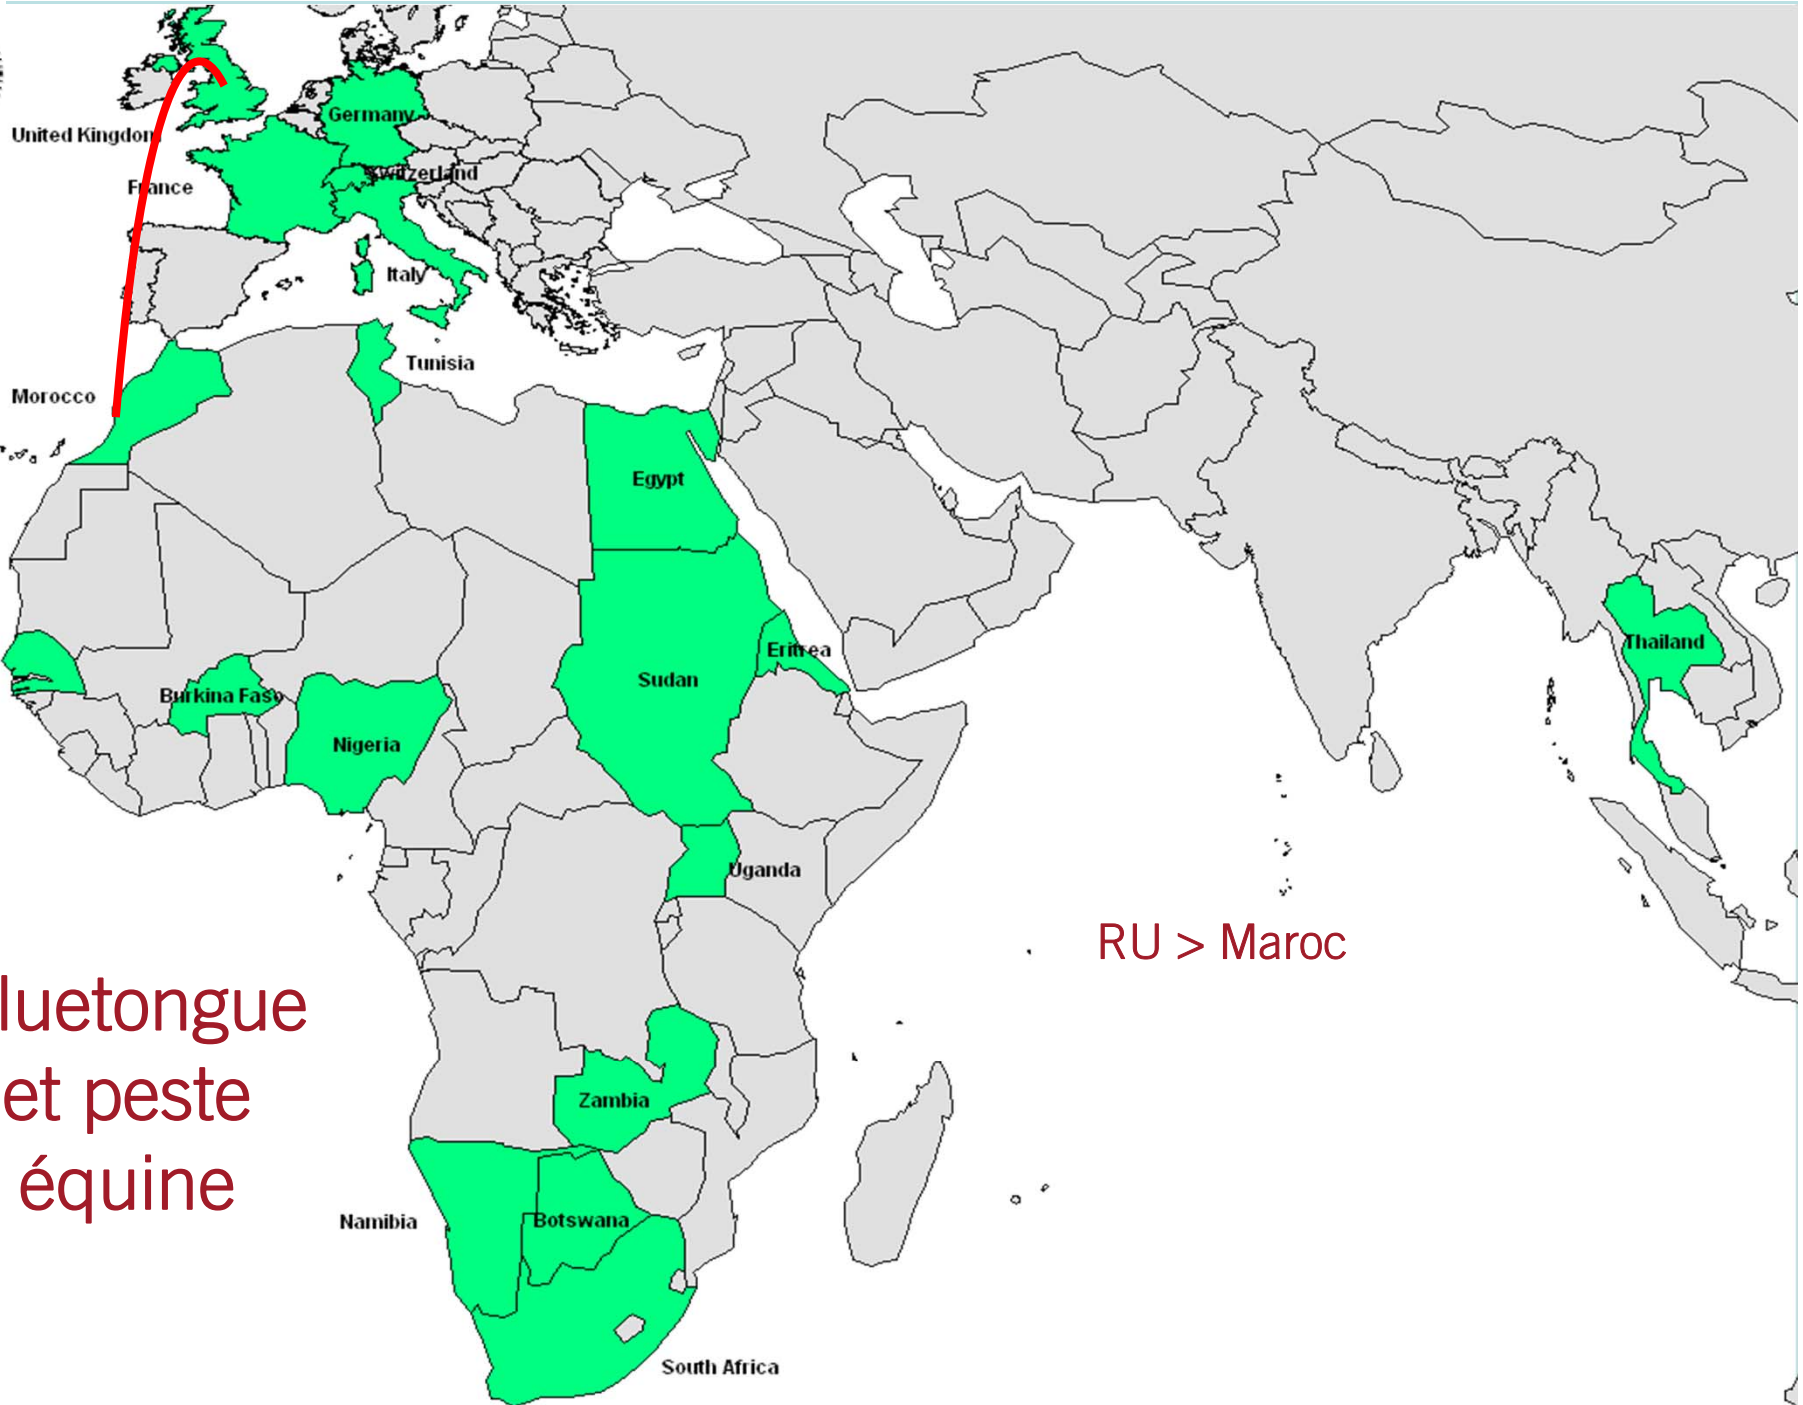 Germany
United Kingdom
Switzerland
France
Italy
Tunisia
Morocco
Egypt
Thailand
Eritrea
Sudan
Burkina Faso
Nigeria
Uganda
RU > Maroc
luetongue
et peste
équine
Zambia
Namibia
Botswana
South Africa